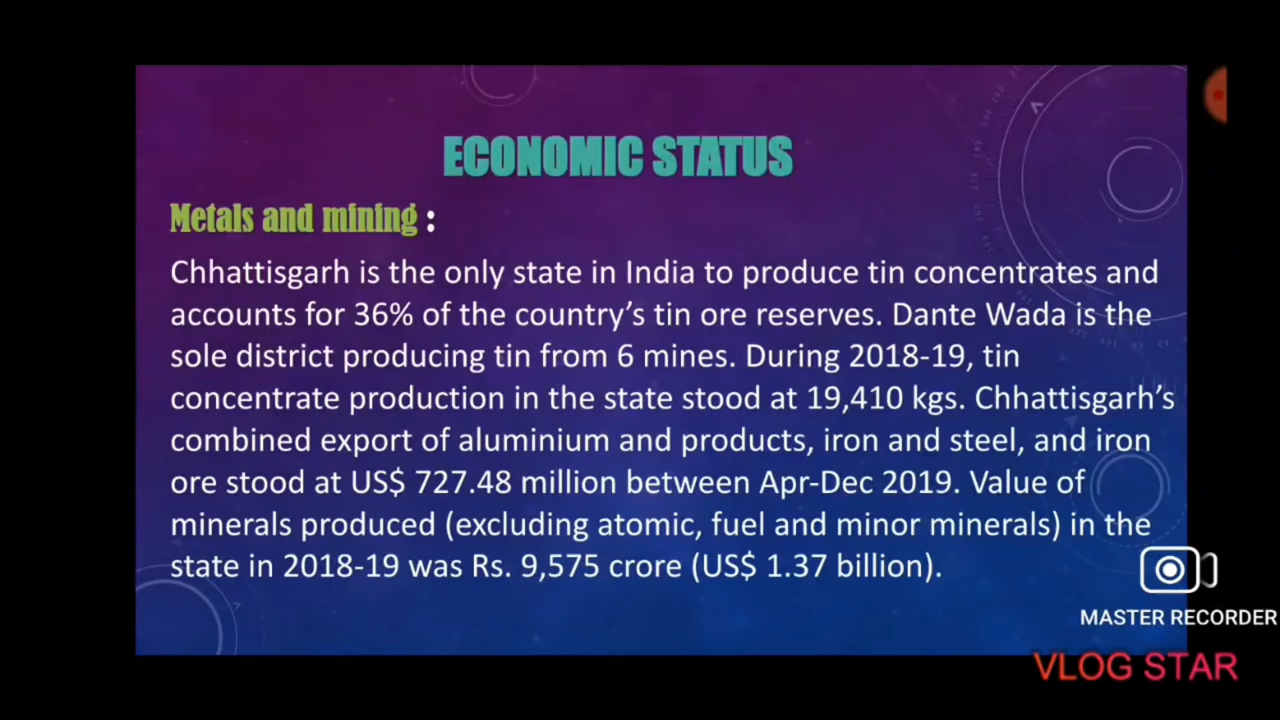 ECONOMIC STATUS
Metals and mining :
Chhattisgarh is the only state in India to produce tin concentrates and
accounts for 36% of the country’s tin ore reserves. Dante Wada is the
sole district producing tin from 6 mines. During 2018-19, tin
concentrate production in the state stood at 19,410 kgs. Chhattisgarh’s
combined export of aluminium and products, iron and steel, and iron
ore stood at US$ 727.48 million between Apr-Dec 2019. Value of
minerals produced (excluding atomic, fuel and minor minerals) in the
state in 2018-19 was Rs. 9,575 crore (US$ 1.37 billion).
MASTER RECORDER
VLOG STAR